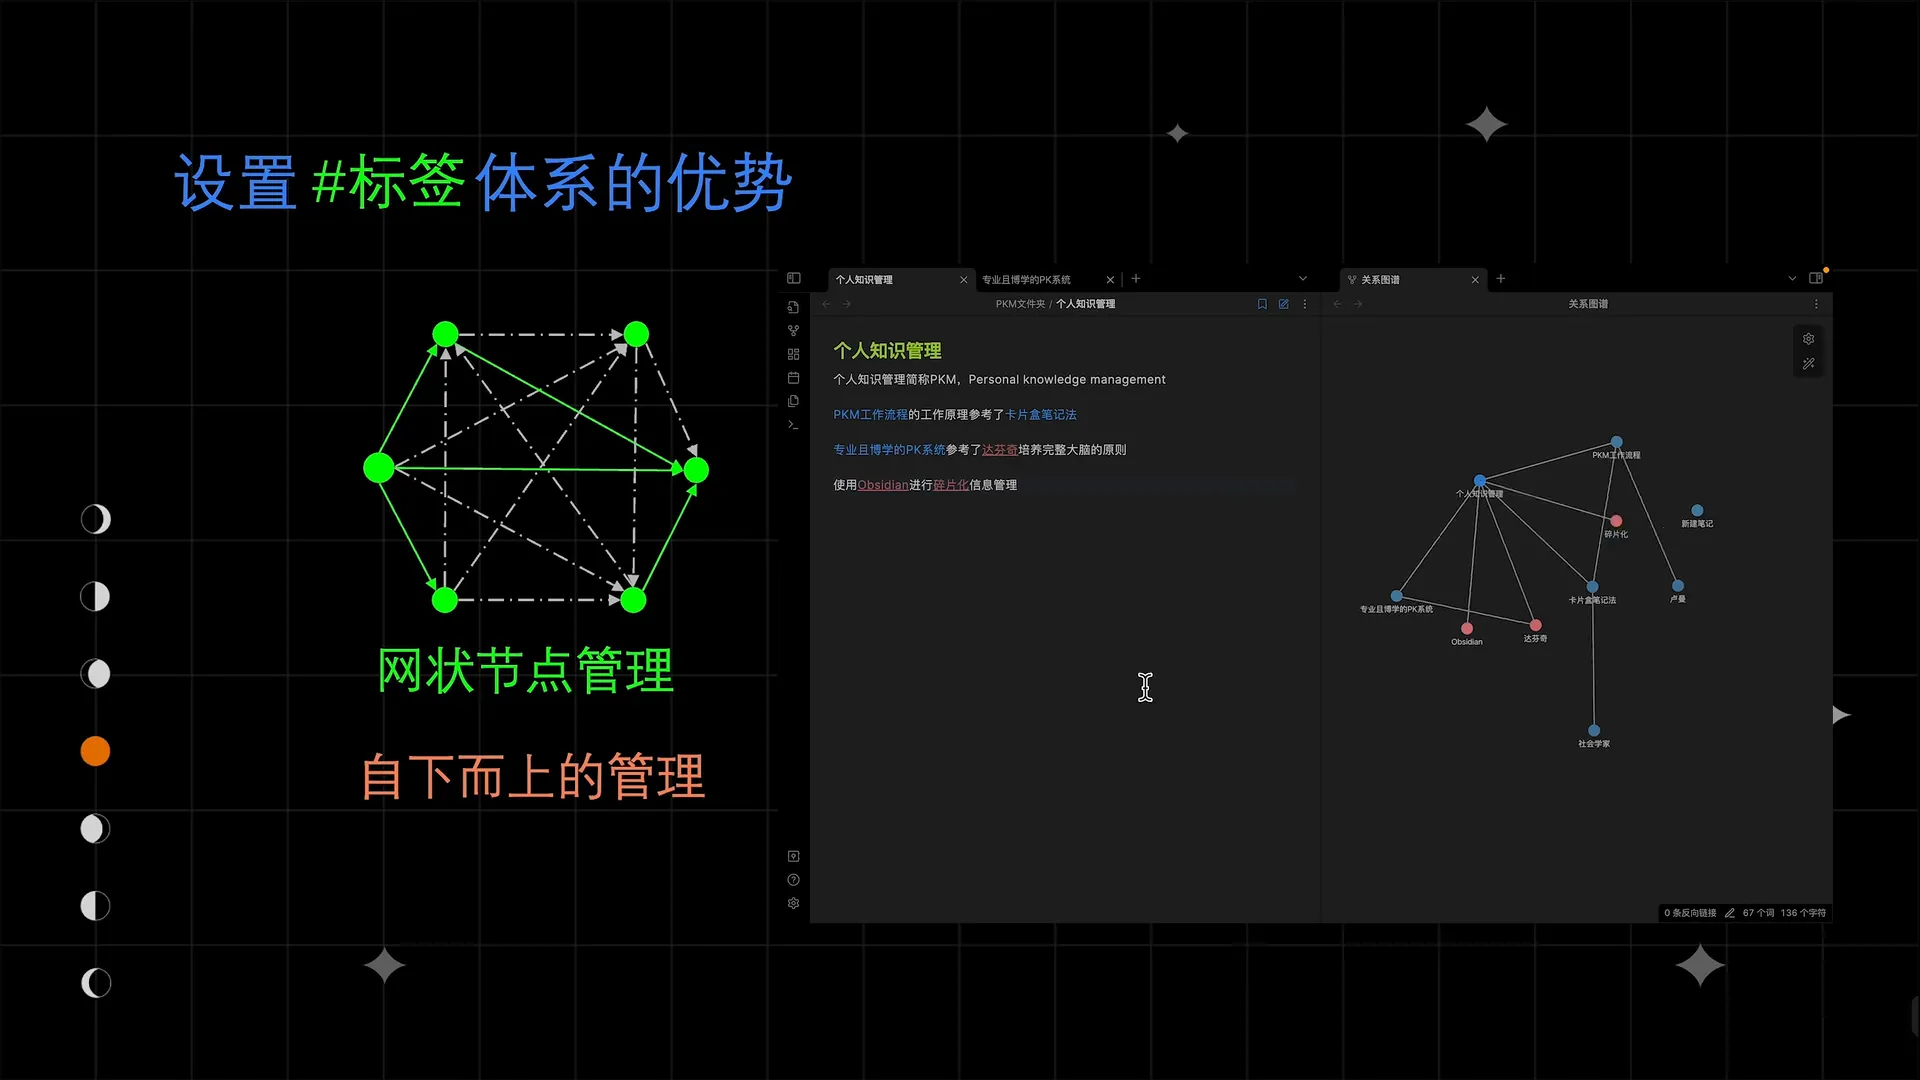 设置 #标签 体系的优势
网状节点管理
自下而上的管理
个人知识管理
专业且博学的PK系统
关系图谱
PKM文件夹 / 个人知识管理
关系图谱
个人知识管理
个人知识管理简称PKM，Personal knowledge management
PKM工作流程的工作原理参考了卡片盒笔记法
专业且博学的PK系统参考了达芬奇培养完整大脑的原则
使用Obsidian进行碎片化信息管理
PKM工作流程
个人知识管理
新建笔记
碎片化
卡片盒笔记法
卢曼
专业且博学的PK系统
Obsidian
达芬奇
社会学家
0 条反向链接 67 个词 136 个字符